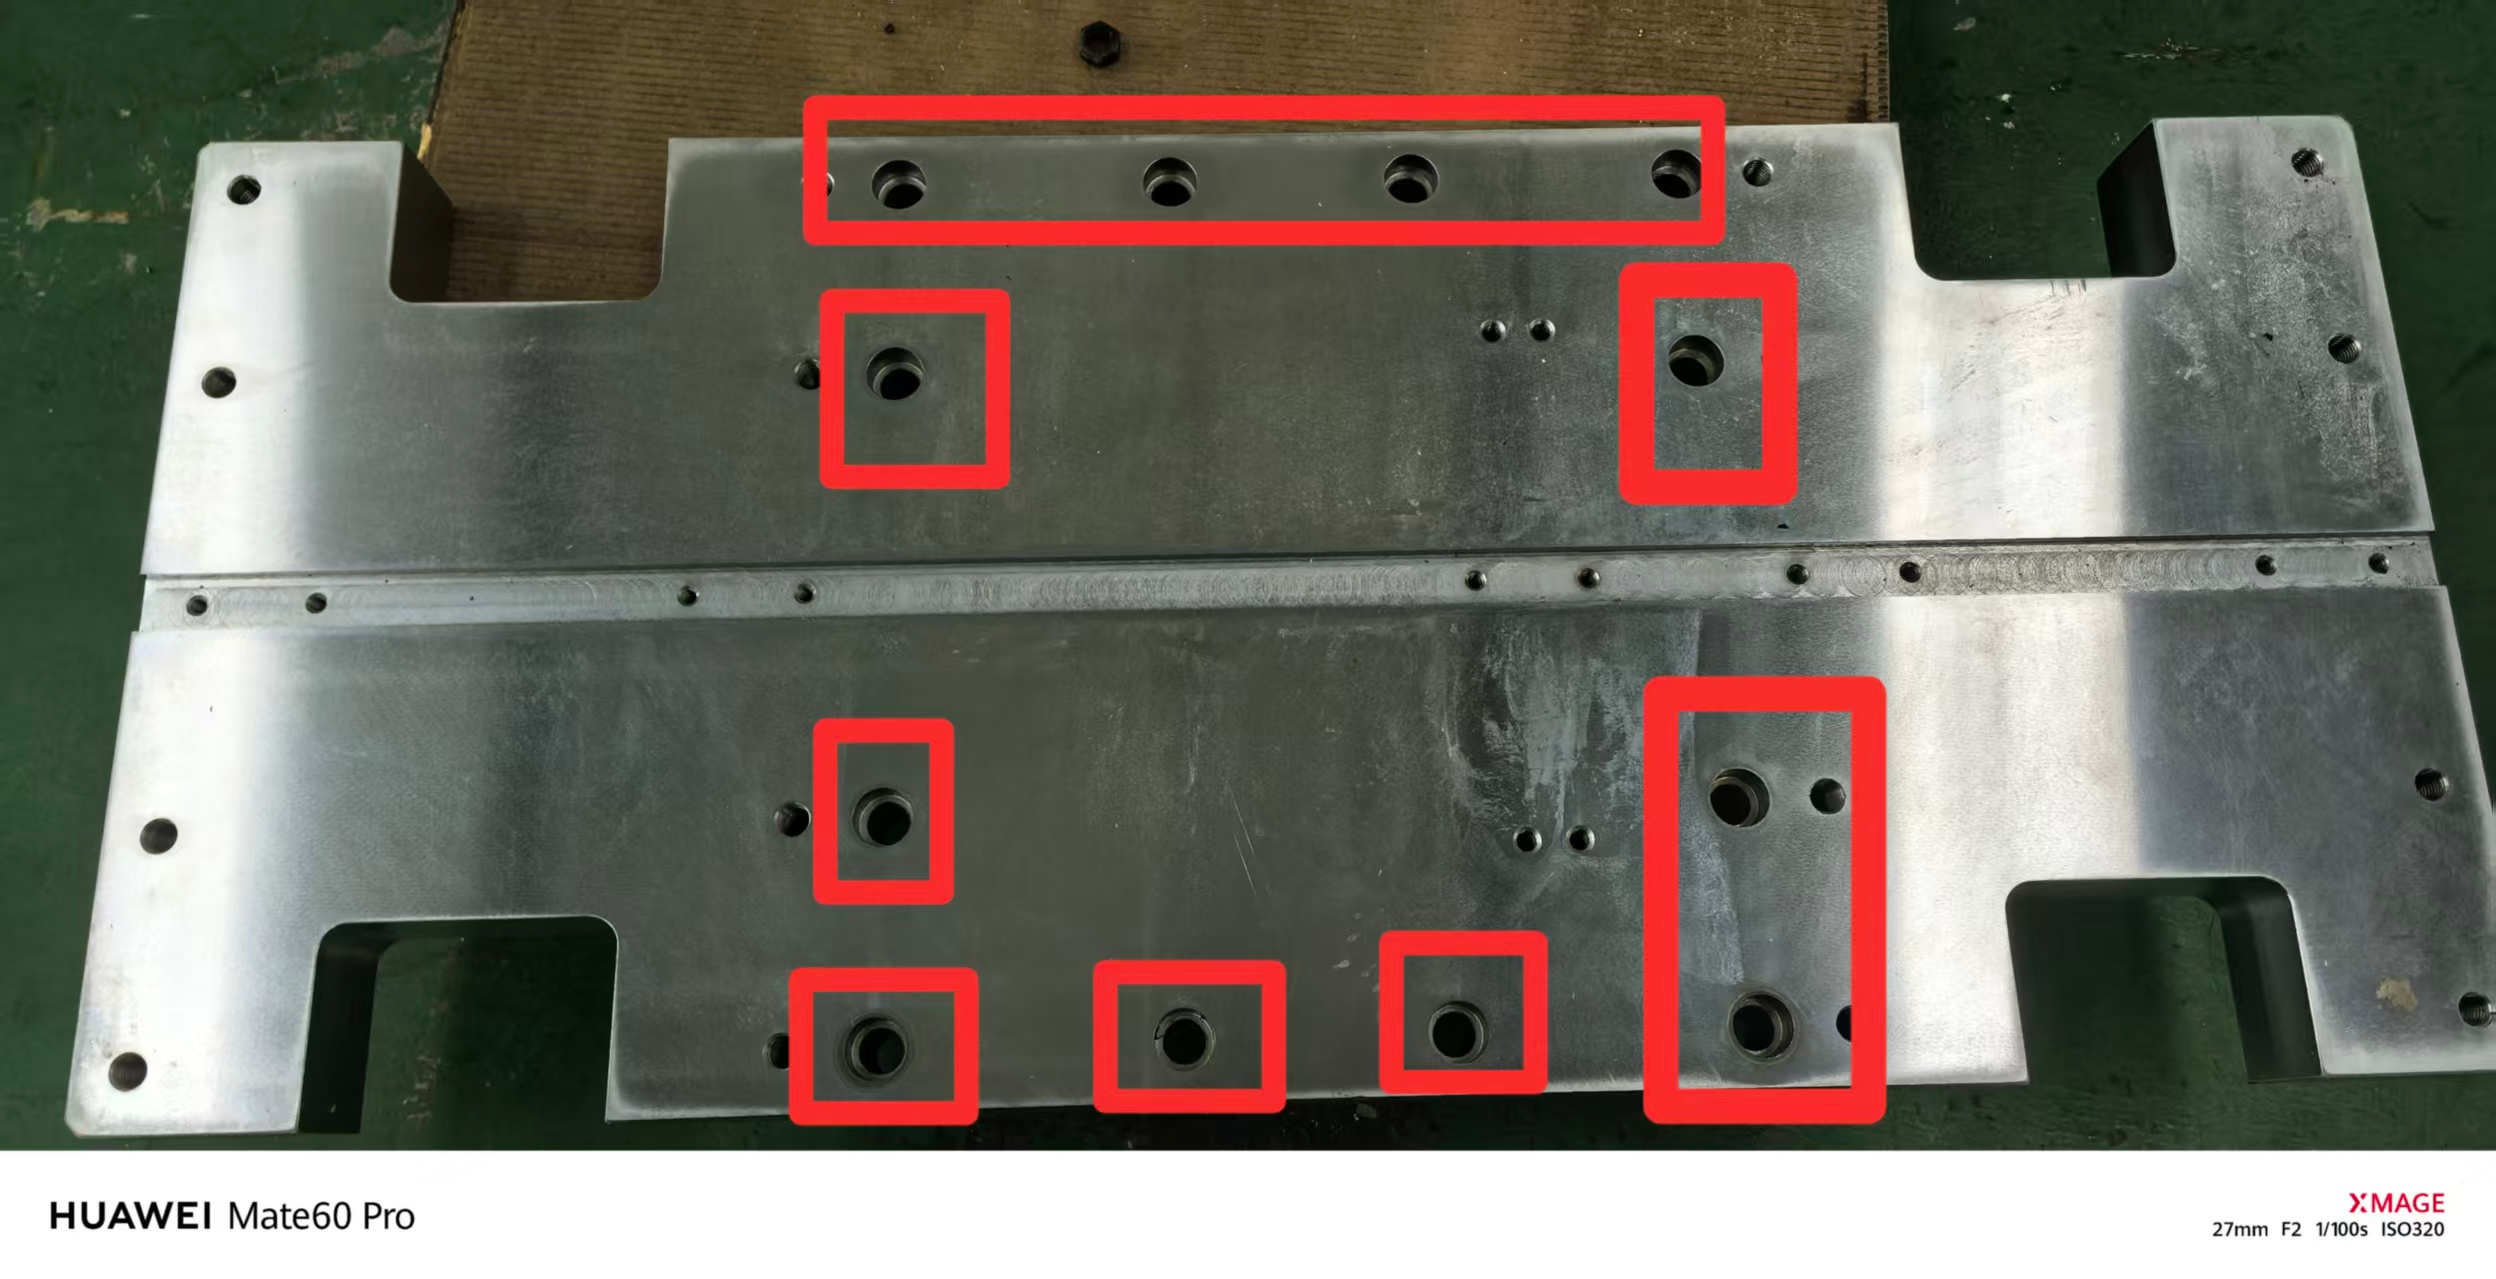 HUAWEI Mate60 Pro
XMAGE
27mm F2 1/100s ISO320